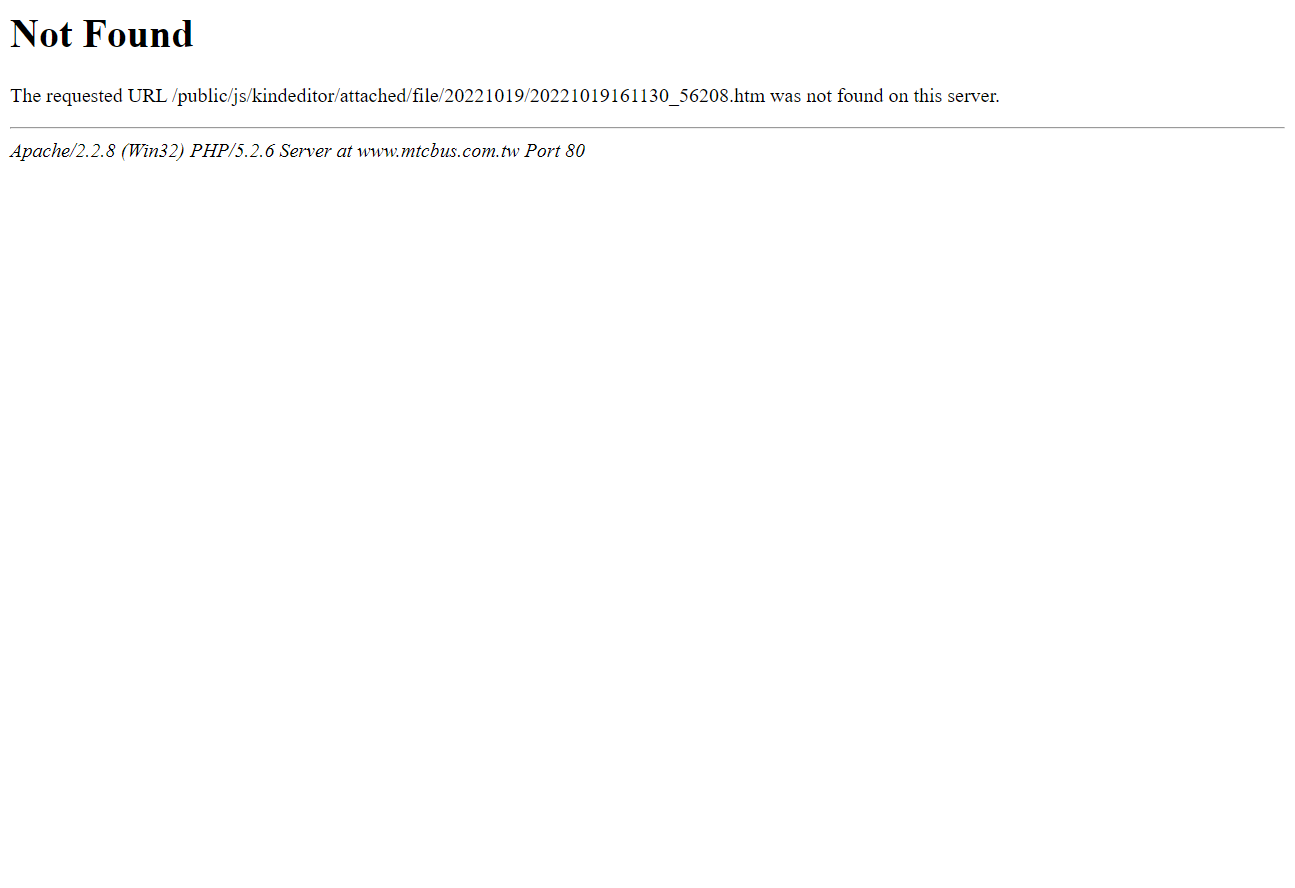 Not Found
The requested URL /public/js/kindeditor/attached/file/20221019/20221019161130_56208.htm was not found on this server.
Apache/2.2.8 (Win32) PHP/5.2.6 Server at www.mtcbus.com.tw Port 80